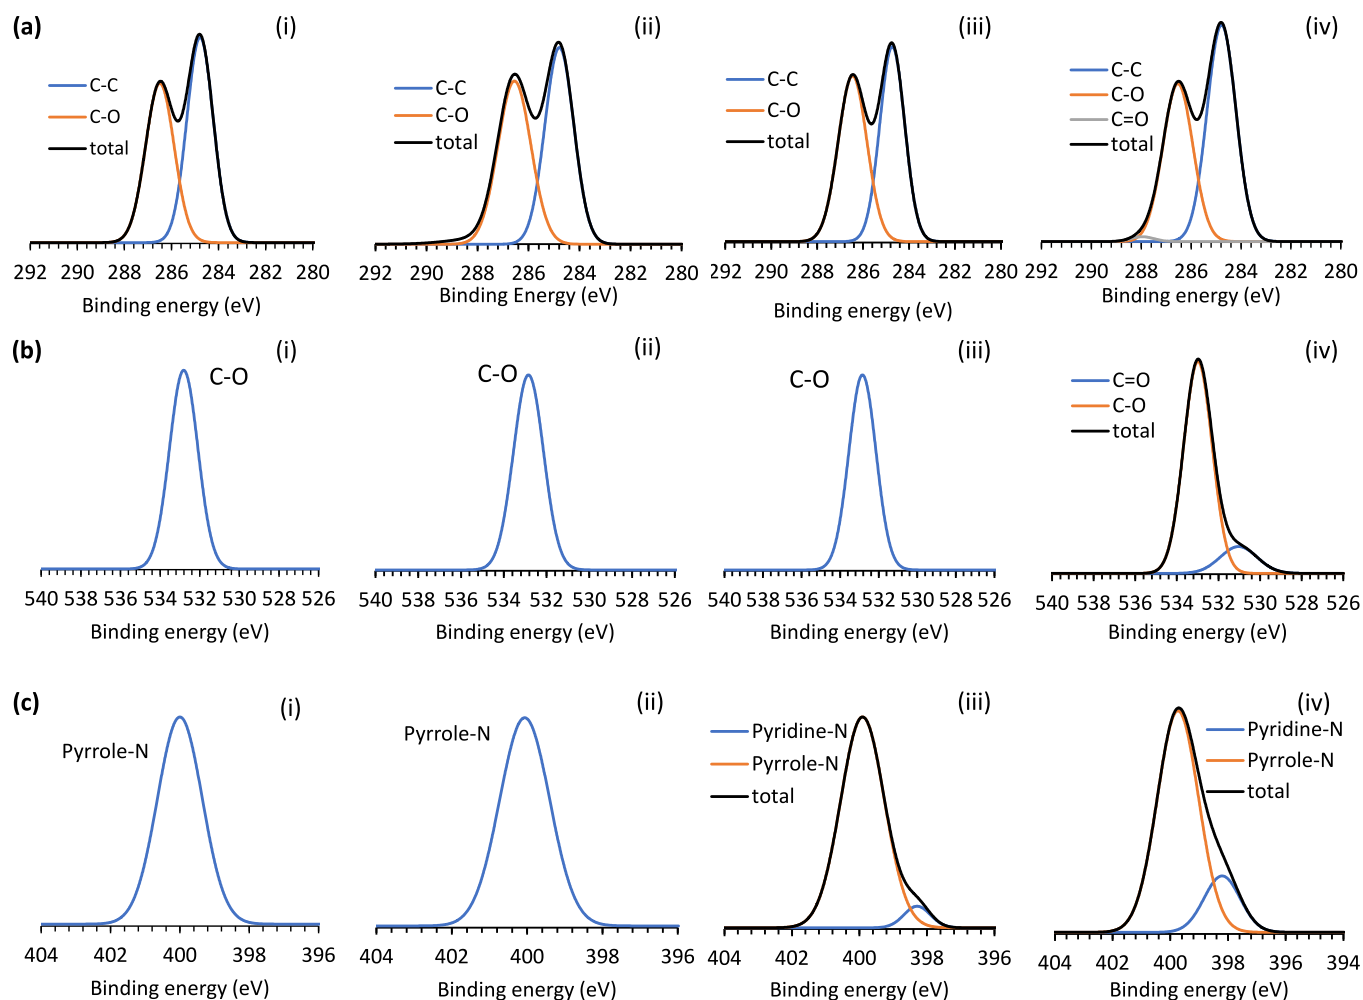 (a)
(i)
C-C
C-O
total
292 290 288 286 284 282 280
Binding energy (eV)
(ii)
C-C
C-O
total
292 290 288 286 284 282 280
Binding Energy (eV)
(iii)
C-C
C-O
total
292 290 288 286 284 282 280
Binding energy (eV)
(iv)
C-C
C-O
C=O
total
292 290 288 286 284 282 280
Binding energy (eV)
(b)
(i)
C-O
540 538 536 534 532 530 528 526
Binding energy (eV)
(ii)
C-O
540 538 536 534 532 530 528 526
Binding energy (eV)
(iii)
C-O
540 538 536 534 532 530 528 526
Binding energy (eV)
(iv)
C=O
C-O
total
540 538 536 534 532 530 528 526
Binding energy (eV)
(c)
(i)
Pyrrole-N
404 402 400 398 396
Binding energy (eV)
(ii)
Pyrrole-N
404 402 400 398 396
Binding energy (eV)
(iii)
Pyridine-N
Pyrrole-N
total
404 402 400 398 396
Binding energy (eV)
(iv)
Pyridine-N
Pyrrole-N
total
404 402 400 398 396 394
Binding energy (eV)